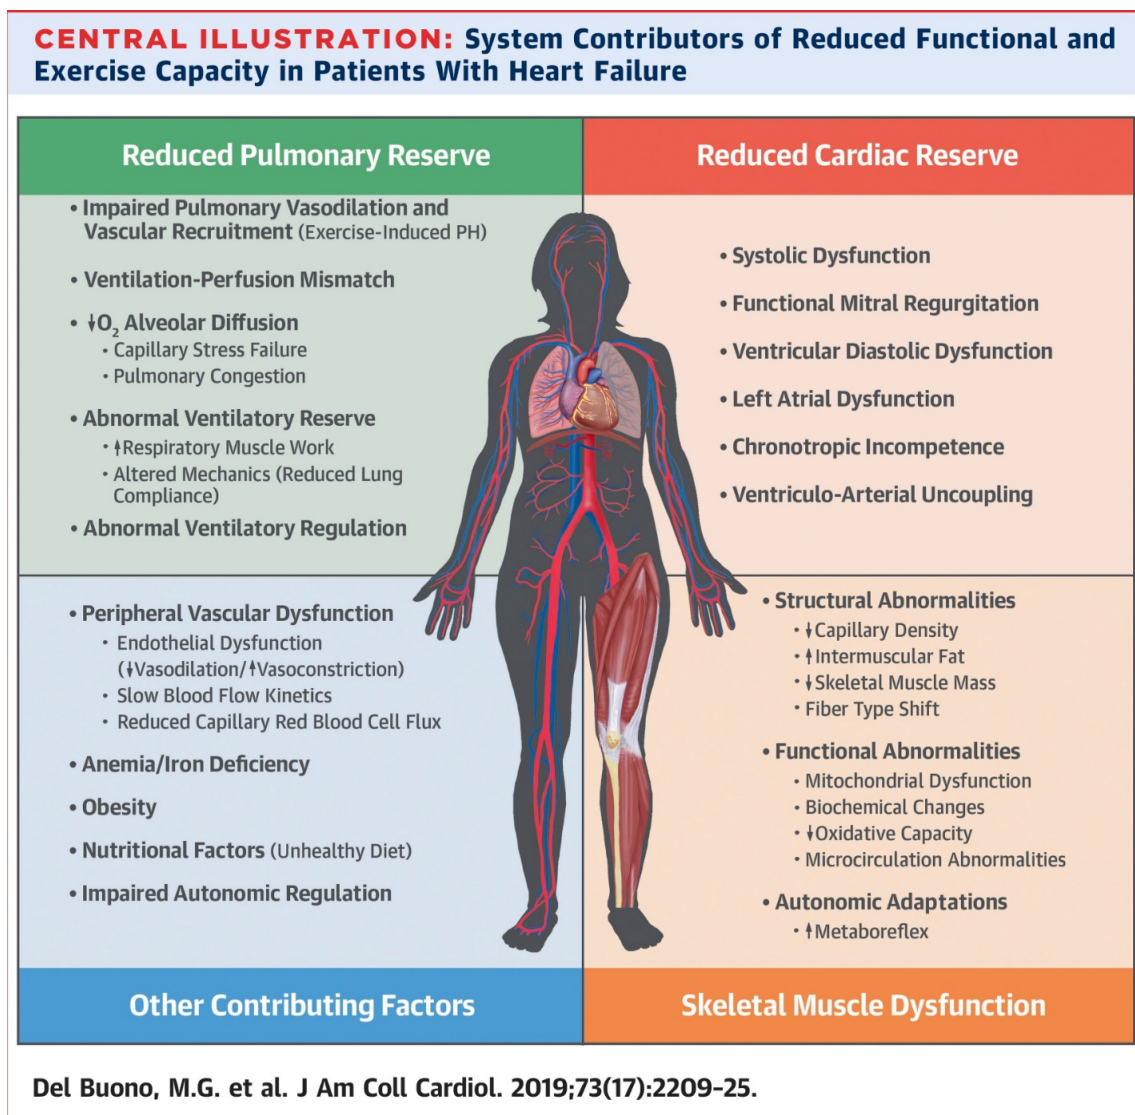 CENTRAL ILLUSTRATION: System Contributors of Reduced Functional and
Exercise Capacity in Patients With Heart Failure
Reduced Pulmonary Reserve
• Impaired Pulmonary Vasodilation and
Vascular Recruitment (Exercise-Induced PH)
• Ventilation-Perfusion Mismatch
• ↓O₂ Alveolar Diffusion
• Capillary Stress Failure
• Pulmonary Congestion
• Abnormal Ventilatory Reserve
• ↑Respiratory Muscle Work
• Altered Mechanics (Reduced Lung
Compliance)
• Abnormal Ventilatory Regulation
Reduced Cardiac Reserve
• Systolic Dysfunction
• Functional Mitral Regurgitation
• Ventricular Diastolic Dysfunction
• Left Atrial Dysfunction
• Chronotropic Incompetence
• Ventriculo-Arterial Uncoupling
• Peripheral Vascular Dysfunction
• Endothelial Dysfunction
(↓Vasodilation/↑Vasoconstriction)
• Slow Blood Flow Kinetics
• Reduced Capillary Red Blood Cell Flux
• Anemia/Iron Deficiency
• Obesity
• Nutritional Factors (Unhealthy Diet)
• Impaired Autonomic Regulation
Other Contributing Factors
• Structural Abnormalities
• ↓Capillary Density
• ↑Intermuscular Fat
• ↓Skeletal Muscle Mass
• Fiber Type Shift
• Functional Abnormalities
• Mitochondrial Dysfunction
• Biochemical Changes
• ↓Oxidative Capacity
• Microcirculation Abnormalities
• Autonomic Adaptations
• ↑Metaboreflex
Skeletal Muscle Dysfunction
Del Buono, M.G. et al. J Am Coll Cardiol. 2019;73(17):2209–25.